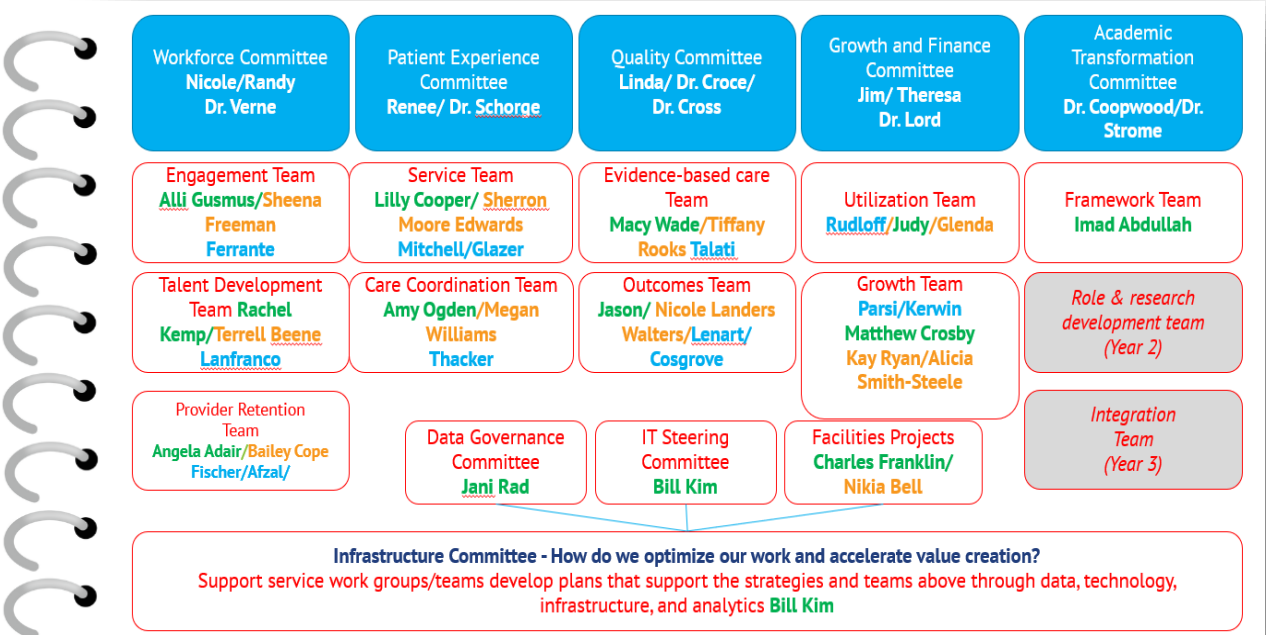 Workforce Committee
Nicole/Randy
Dr. Verne
Patient Experience
Committee
Renee/ Dr. Schorge
Quality Committee
Linda/ Dr. Croce/
Dr. Cross
Growth and Finance
Committee
Jim/ Theresa
Dr. Lord
Academic
Transformation
Committee
Dr. Coopwood/Dr.
Strome
Engagement Team
Alli Gusmus/Sheena
Freeman
Ferrante
Service Team
Lilly Cooper/ Sherron
Moore Edwards
Mitchell/Glazer
Evidence-based care
Team
Macy Wade/Tiffany
Rooks Talati
Utilization Team
Rudloff/Judy/Glenda
Framework Team
Imad Abdullah
Talent Development
Team Rachel
Kemp/Terrell Beene
Lanfranco
Care Coordination Team
Amy Ogden/Megan
Williams
Thacker
Outcomes Team
Jason/ Nicole Landers
Walters/Lenart/
Cosgrove
Growth Team
Parsi/Kerwin
Matthew Crosby
Kay Ryan/Alicia
Smith-Steele
Role & research
development team
(Year 2)
Provider Retention
Team
Angela Adair/Bailey Cope
Fischer/Afzal/
Data Governance
Committee
Jani Rad
IT Steering
Committee
Bill Kim
Facilities Projects
Charles Franklin/
Nikia Bell
Integration
Team
(Year 3)
Infrastructure Committee - How do we optimize our work and accelerate value creation?
Support service work groups/teams develop plans that support the strategies and teams above through data, technology,
infrastructure, and analytics Bill Kim